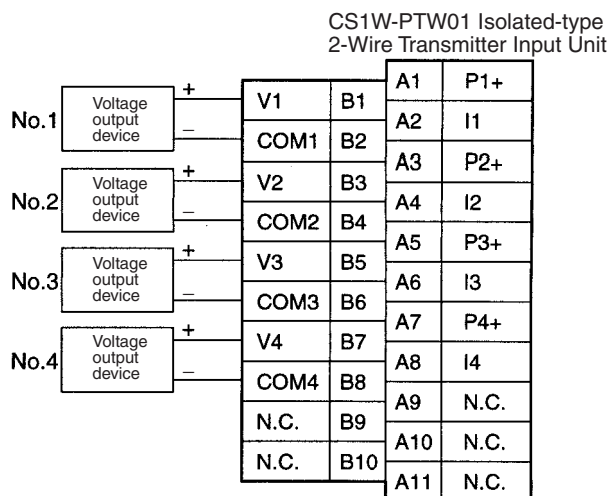 CS1W-PTW01 Isolated-type
2-Wire Transmitter Input Unit
A1 P1+
V1 B1
A2 I1
COM1 B2
A3 P2+
V2 B3
A4 I2
COM2 B4
A5 P3+
V3 B5
A6 I3
COM3 B6
A7 P4+
V4 B7
A8 I4
COM4 B8
A9 N.C.
N.C. B9
A10 N.C.
N.C. B10
A11 N.C.
No.1
Voltage
output
device
+
–
No.2
Voltage
output
device
+
–
No.3
Voltage
output
device
+
–
No.4
Voltage
output
device
+
–